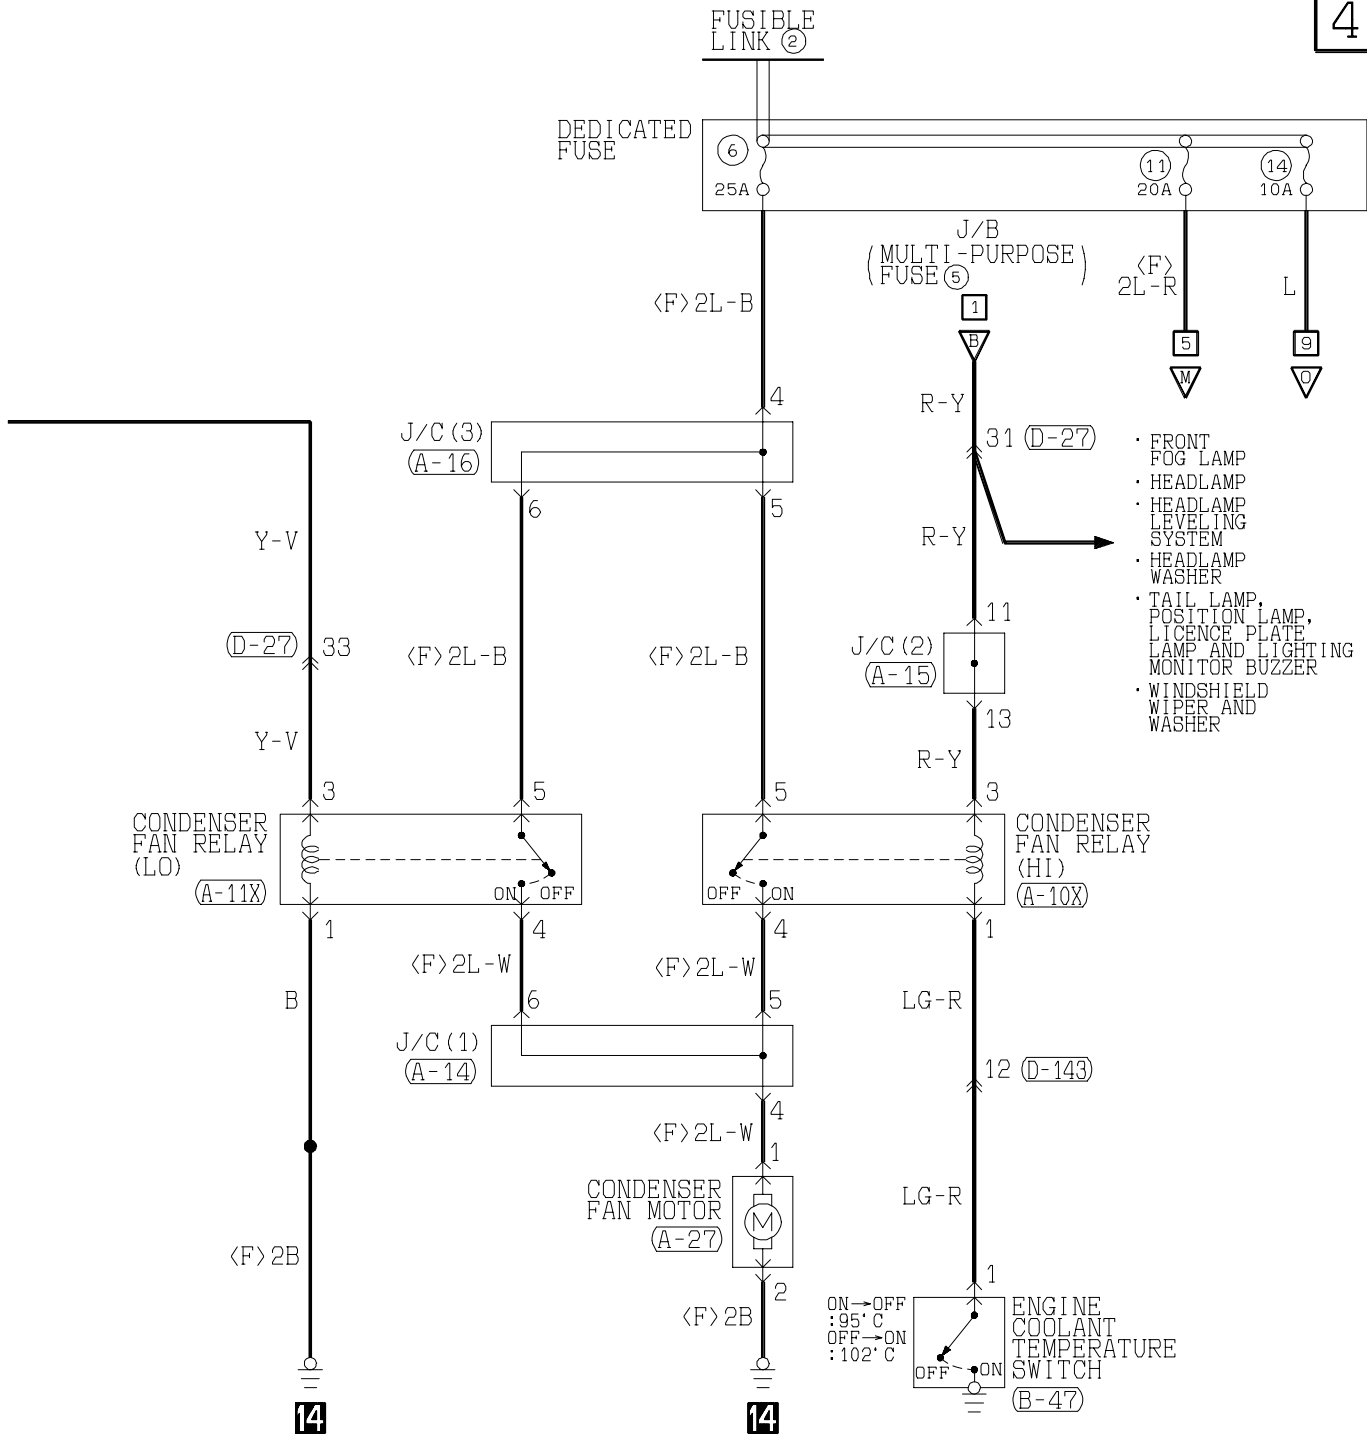 4
FUSIBLE
LINK ②
DEDICATED
FUSE
⑥
25A
⑪
20A
⑭
10A
J/B
(MULTI-PURPOSE
FUSE ⑤)
<F>
2L-R
L
<F>2L-B
1
B
5
M
9
O
R-Y
4
J/C(3)
(A-16)
31 (D-27)
· FRONT
FOG LAMP
· HEADLAMP
· HEADLAMP
LEVELING
SYSTEM
· HEADLAMP
WASHER
· TAIL LAMP,
POSITION LAMP,
LICENCE PLATE
LAMP AND LIGHTING
MONITOR BUZZER
· WINDSHIELD
WIPER AND
WASHER
6
5
Y-V
R-Y
11
(D-27) 33
<F>2L-B
<F>2L-B
J/C(2)
(A-15)
13
Y-V
R-Y
3
5
5
3
CONDENSER
FAN RELAY
(LO)
(A-11X)
ON OFF
OFF ON
CONDENSER
FAN RELAY
(HI)
(A-10X)
1
4
4
1
<F>2L-W
<F>2L-W
B
6
5
LG-R
J/C(1)
(A-14)
12 (D-143)
4
<F>2L-W
1
CONDENSER
FAN MOTOR
(A-27)
M
LG-R
<F>2B
2
<F>2B
1
ON→OFF
:95°C
OFF→ON
:102°C
OFF ON
ENGINE
COOLANT
TEMPERATURE
SWITCH
(B-47)
14
14